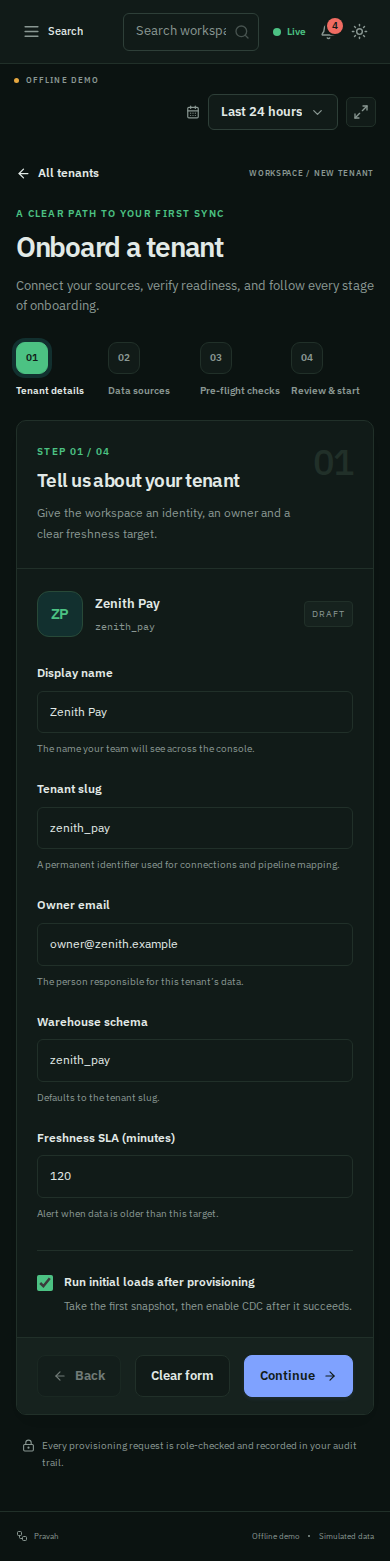 Search
Search workspa
Live
4
OFFLINE DEMO
Last 24 hours
All tenants
WORKSPACE / NEW TENANT
A CLEAR PATH TO YOUR FIRST SYNC
Onboard a tenant
Connect your sources, verify readiness, and follow every stage
of onboarding.
01
02
03
04
Tenant details
Data sources
Pre-flight checks
Review & start
STEP 01 / 04
01
Tell us about your tenant
Give the workspace an identity, an owner and a
clear freshness target.
ZP
Zenith Pay
zenith_pay
DRAFT
Display name
Zenith Pay
The name your team will see across the console.
Tenant slug
zenith_pay
A permanent identifier used for connections and pipeline mapping.
Owner email
owner@zenith.example
The person responsible for this tenant's data.
Warehouse schema
zenith_pay
Defaults to the tenant slug.
Freshness SLA (minutes)
120
Alert when data is older than this target.
Run initial loads after provisioning
Take the first snapshot, then enable CDC after it succeeds.
Back
Clear form
Continue
Every provisioning request is role-checked and recorded in your audit
trail.
Pravah
Offline demo • Simulated data